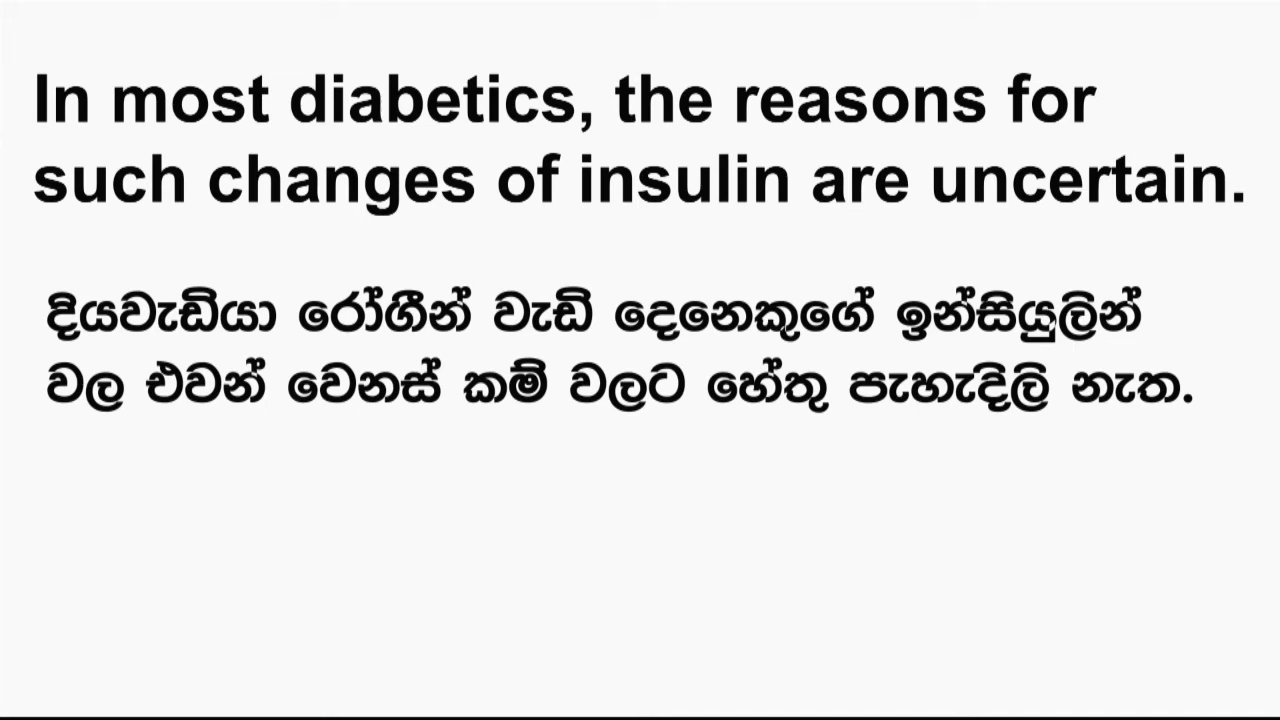 In most diabetics, the reasons for
such changes of insulin are uncertain.
දියවැඩියා රෝගීන් වැඩි දෙනෙකුගේ ඉන්සියුලින්
වල එවන් වෙනස් කම් වලට හේතු පැහැදිලි නැත.